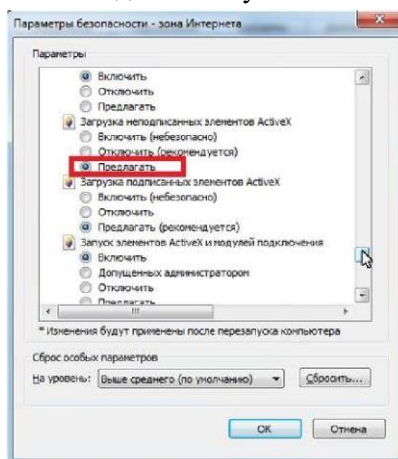 Параметры безопасности - зона Интернета
Параметры
Включить
Отключить
Предлагать
Загрузка неподписанных элементов ActiveX
Включить (небезопасно)
Отключить (рекомендуется)
Предлагать
Загрузка подписанных элементов ActiveX
Включить (небезопасно)
Отключить
Предлагать (рекомендуется)
Запуск элементов ActiveX и модулей подключения
Включить
Допущенных администратором
Отключить
Предлагать
* Изменения будут применены после перезапуска компьютера
Сброс особых параметров
На уровень: Выше среднего (по умолчанию) Сбросить...
ОК Отмена